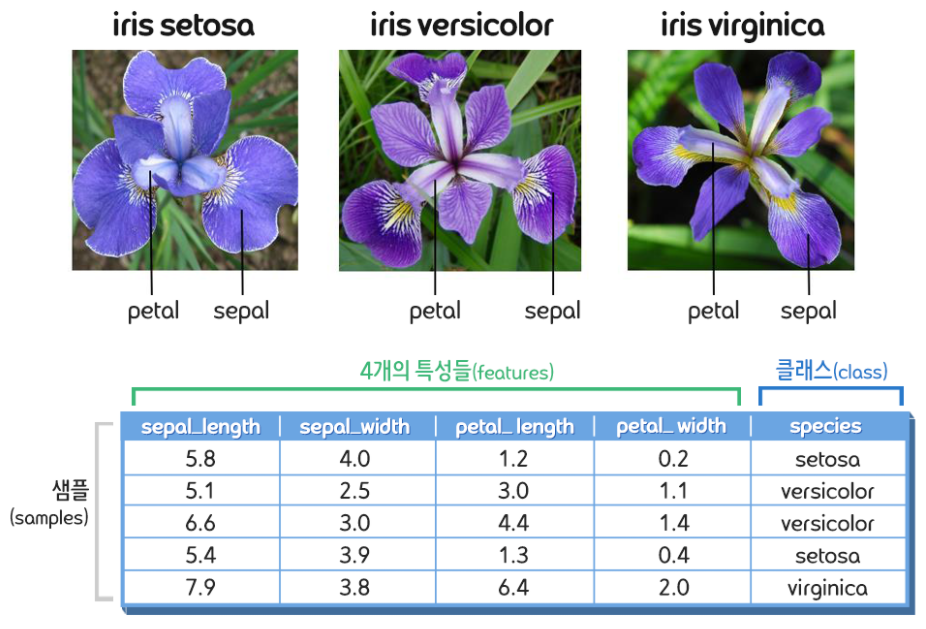 iris setosa iris versicolor iris virginica
petal sepal petal sepal petal sepal
4개의 특성들(features) 클래스(class)
sepal_length sepal_width petal_length petal_width species
5.8 4.0 1.2 0.2 setosa
5.1 2.5 3.0 1.1 versicolor
샘플
(samples)
6.6 3.0 4.4 1.4 versicolor
5.4 3.9 1.3 0.4 setosa
7.9 3.8 6.4 2.0 virginica